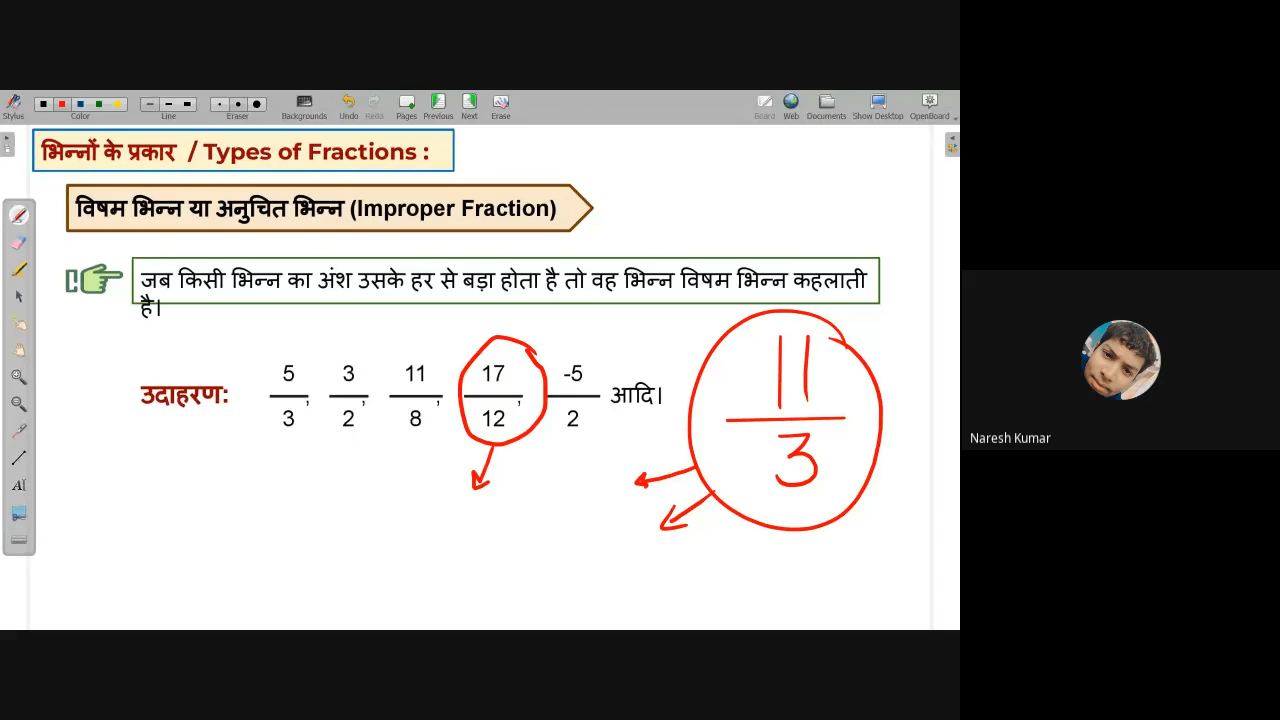 Stylus
Color
Line
Eraser
Backgrounds
Undo
Redo
Pages
Previous
Next
Erase
Board
Web
Documents
Show Desktop
OpenBoard
भिन्नों के प्रकार / Types of Fractions :
विषम भिन्न या अनुचित भिन्न (Improper Fraction)
जब किसी भिन्न का अंश उसके हर से बड़ा होता है तो वह भिन्न विषम भिन्न कहलाती
है।
उदाहरण: 5/3, 3/2, 11/8, 17/12, -5/2 आदि।
11/3
Naresh Kumar